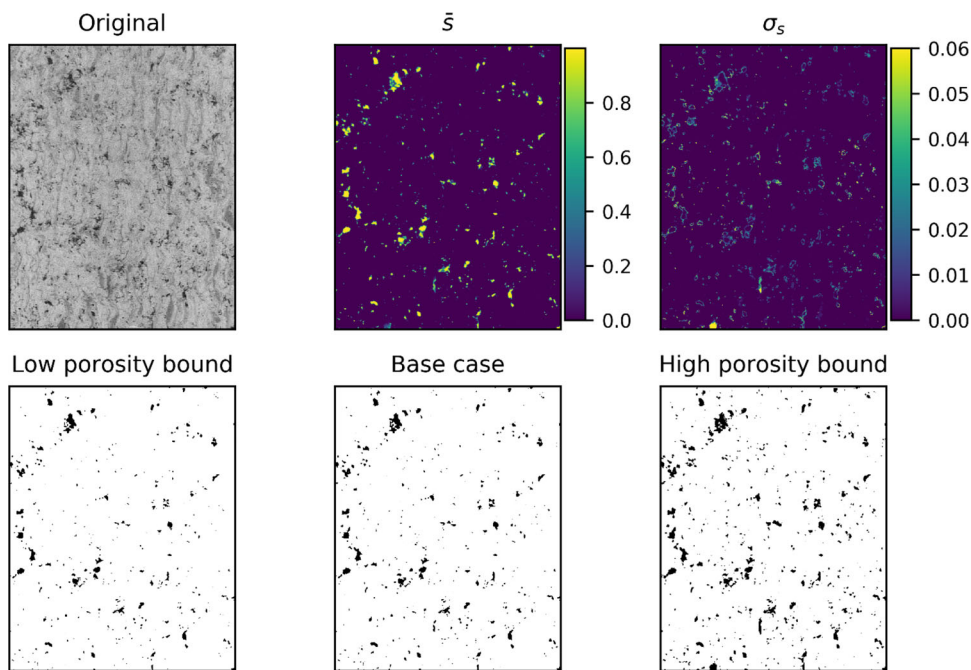 Original
s̄
σₛ
0.8
0.6
0.4
0.2
0.0
0.06
0.05
0.04
0.03
0.02
0.01
0.00
Low porosity bound
Base case
High porosity bound